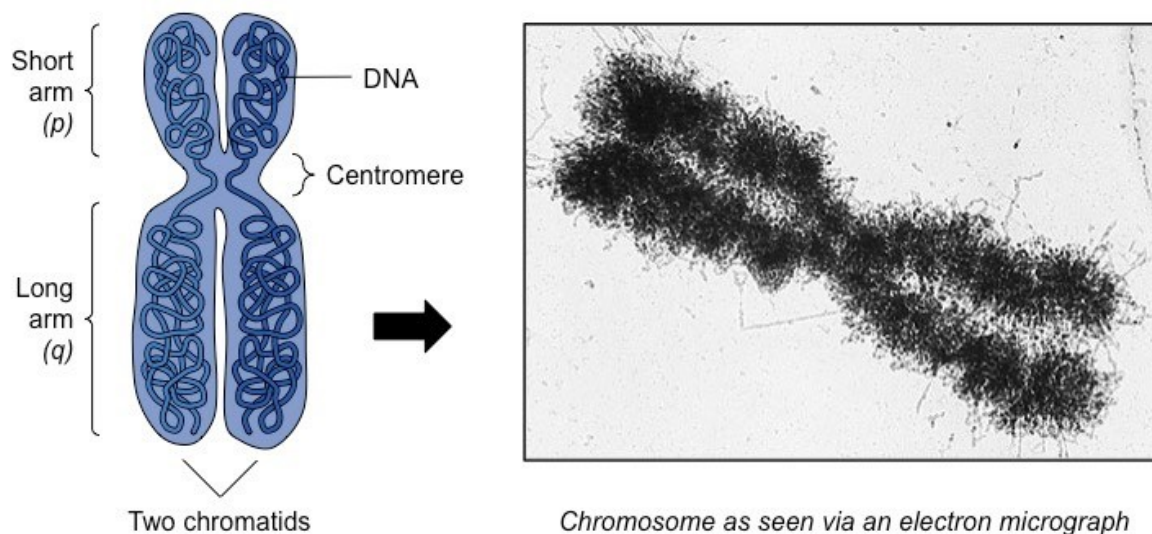 Short
arm
(p)
DNA
Centromere
Long
arm
(q)
Two chromatids
Chromosome as seen via an electron micrograph